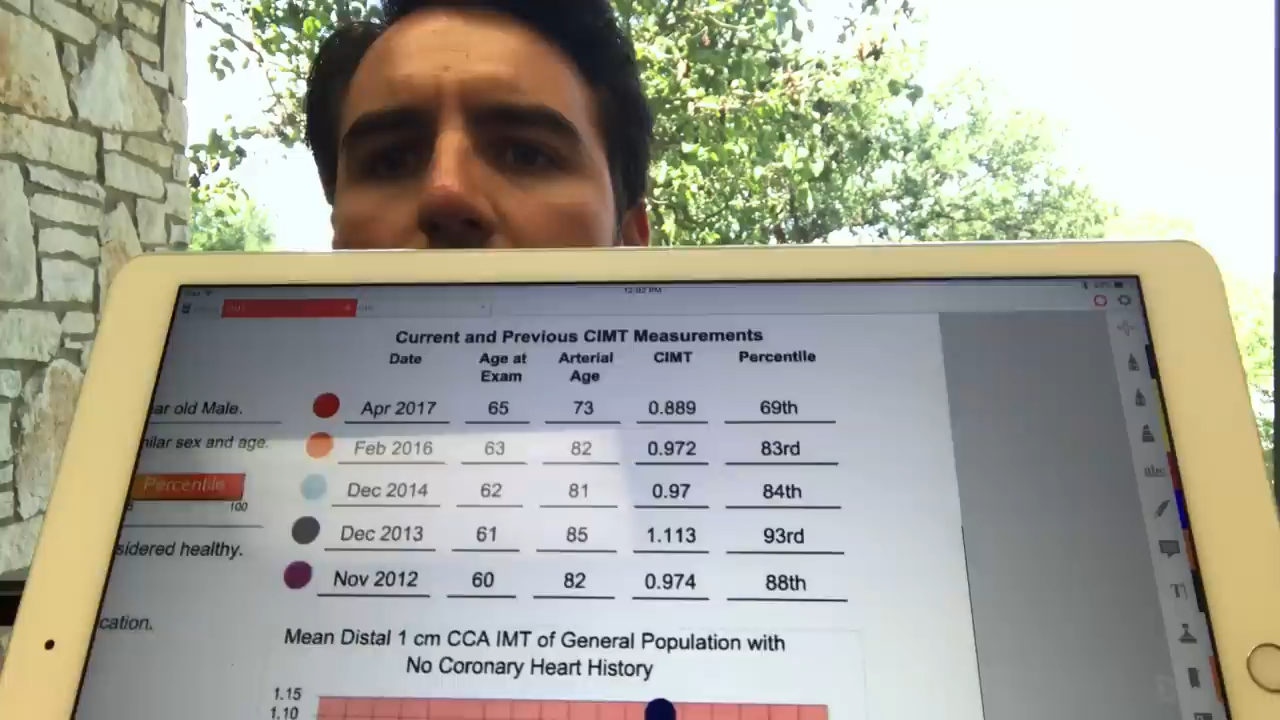 12:02 PM
Current and Previous CIMT Measurements
Date Age at Exam Arterial Age CIMT Percentile
ar old Male.
Apr 2017 65 73 0.889 69th
nilar sex and age.
Feb 2016 63 82 0.972 83rd
Percentile
100
Dec 2014 62 81 0.97 84th
sidered healthy.
Dec 2013 61 85 1.113 93rd
Nov 2012 60 82 0.974 88th
cation.
Mean Distal 1 cm CCA IMT of General Population with
No Coronary Heart History
1.15
1.10